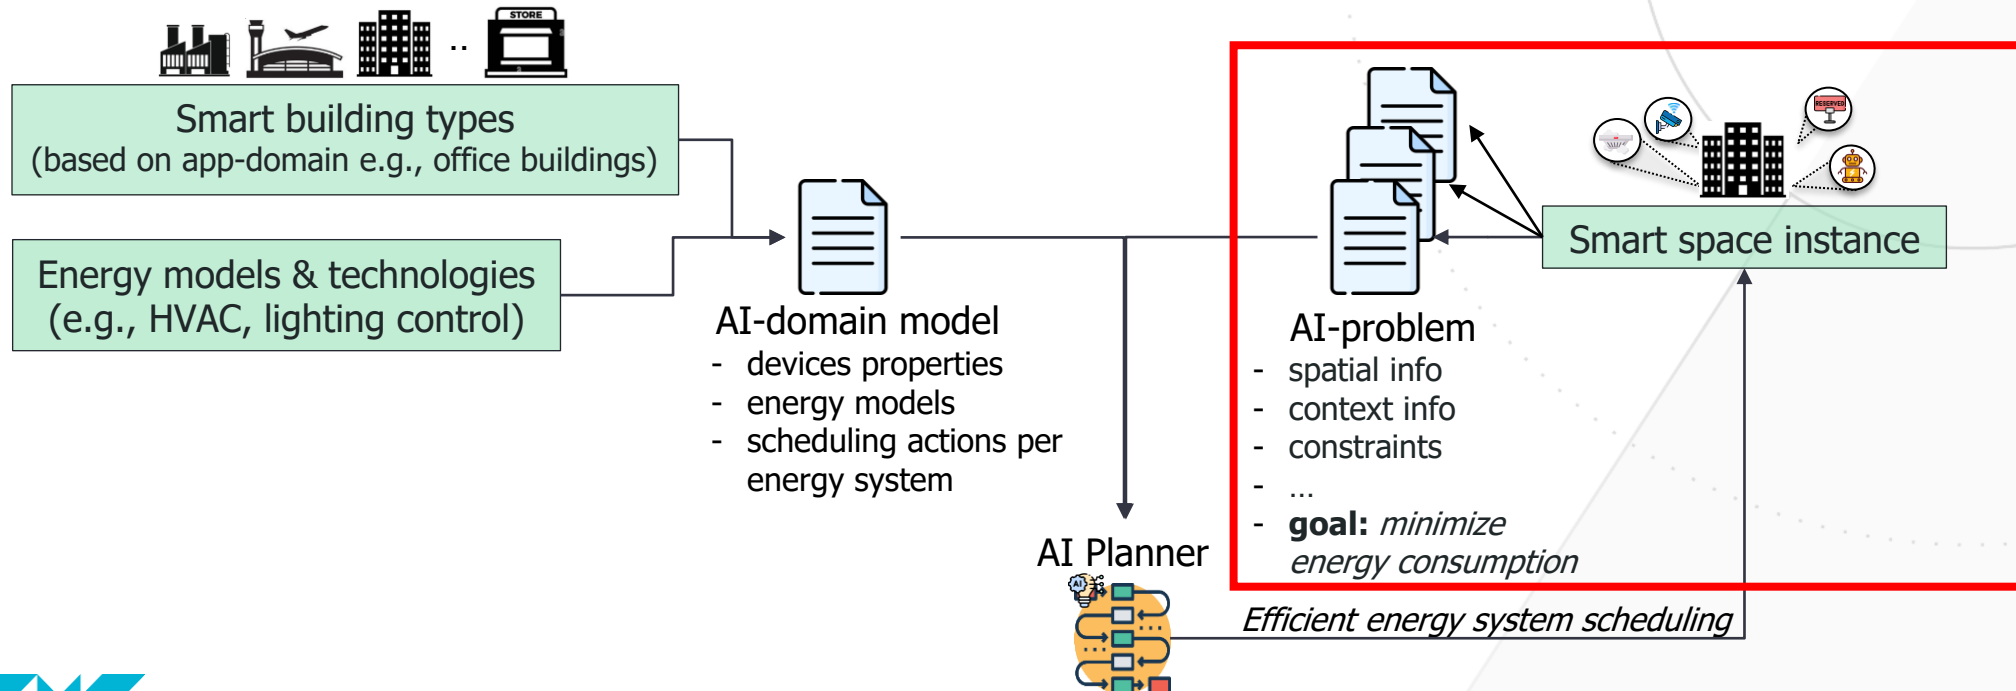 STORE
..
Smart building types
(based on app-domain e.g., office buildings)
Energy models & technologies
(e.g., HVAC, lighting control)
AI-domain model
- devices properties
- energy models
- scheduling actions per
energy system
AI Planner
AI
RESERVED
Smart space instance
AI-problem
- spatial info
- context info
- constraints
- ...
- goal: minimize
energy consumption
Efficient energy system scheduling